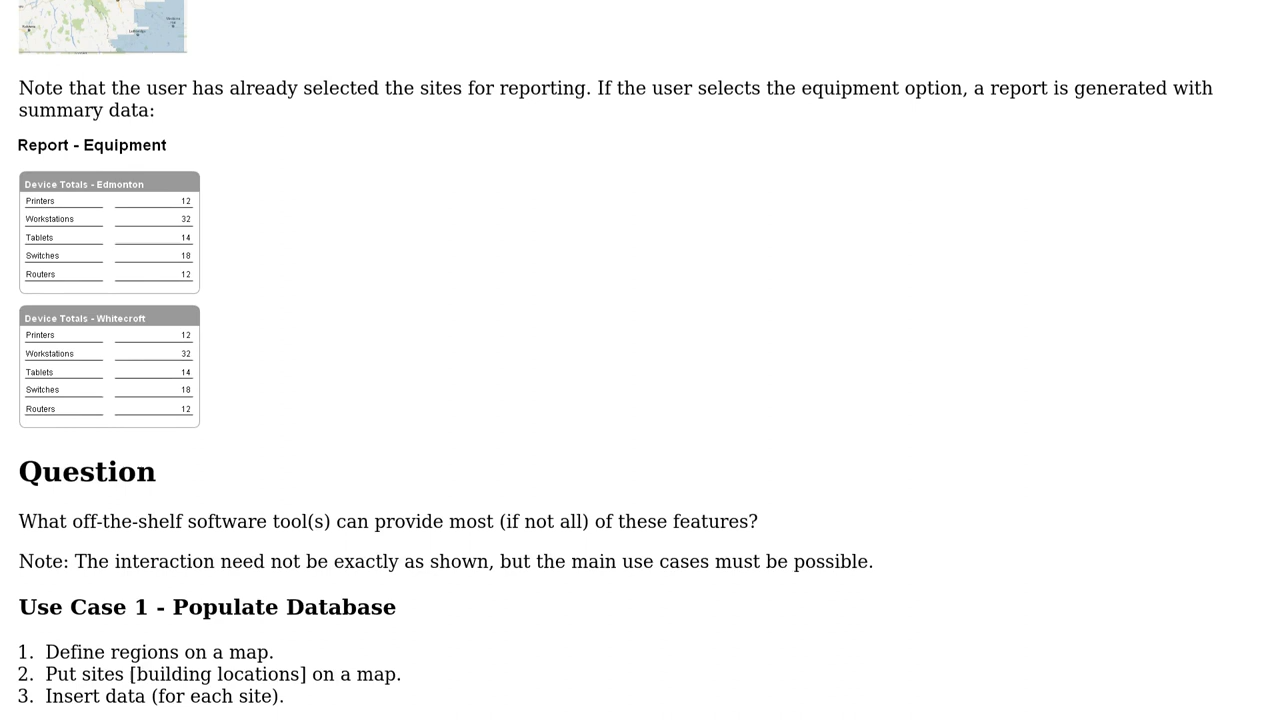 Note that the user has already selected the sites for reporting. If the user selects the equipment option, a report is generated with
summary data:
Report - Equipment
Device Totals - Edmonton
Printers 12
Workstations 32
Tablets 14
Switches 18
Routers 12
Device Totals - Whitecroft
Printers 12
Workstations 32
Tablets 14
Switches 18
Routers 12
Question
What off-the-shelf software tool(s) can provide most (if not all) of these features?
Note: The interaction need not be exactly as shown, but the main use cases must be possible.
Use Case 1 - Populate Database
1. Define regions on a map.
2. Put sites [building locations] on a map.
3. Insert data (for each site).